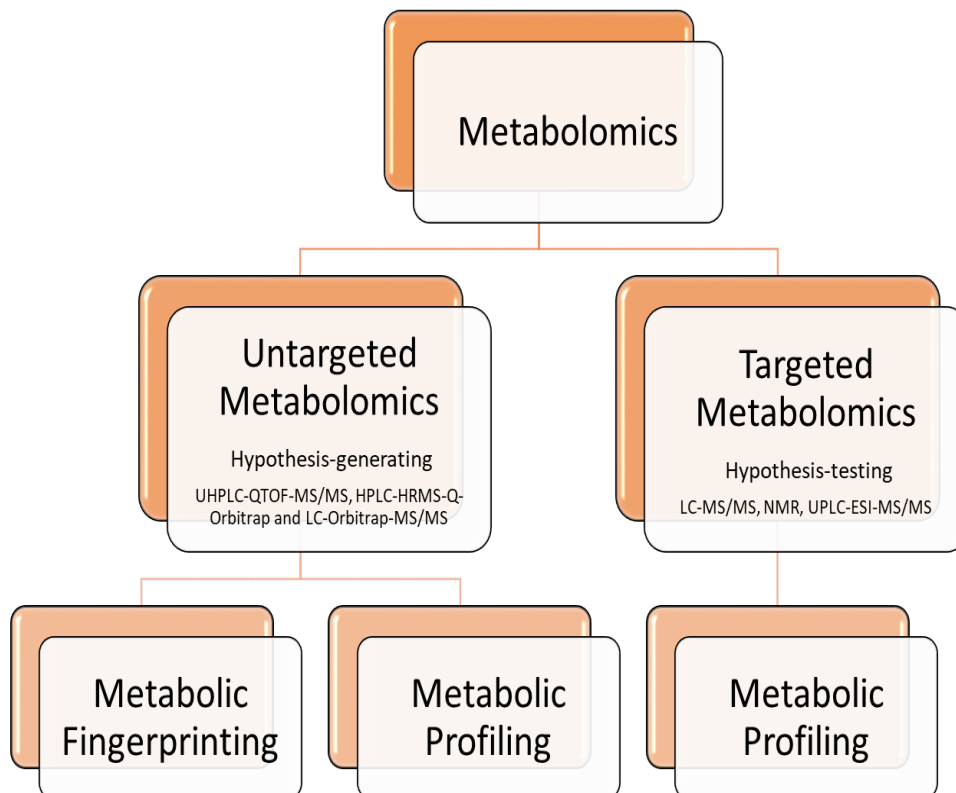 Metabolomics
Untargeted
Metabolomics
Hypothesis-generating
UHPLC-QTOF-MS/MS, HPLC-HRMS-Q-
Orbitrap and LC-Orbitrap-MS/MS
Targeted
Metabolomics
Hypothesis-testing
LC-MS/MS, NMR, UPLC-ESI-MS/MS
Metabolic
Fingerprinting
Metabolic
Profiling
Metabolic
Profiling